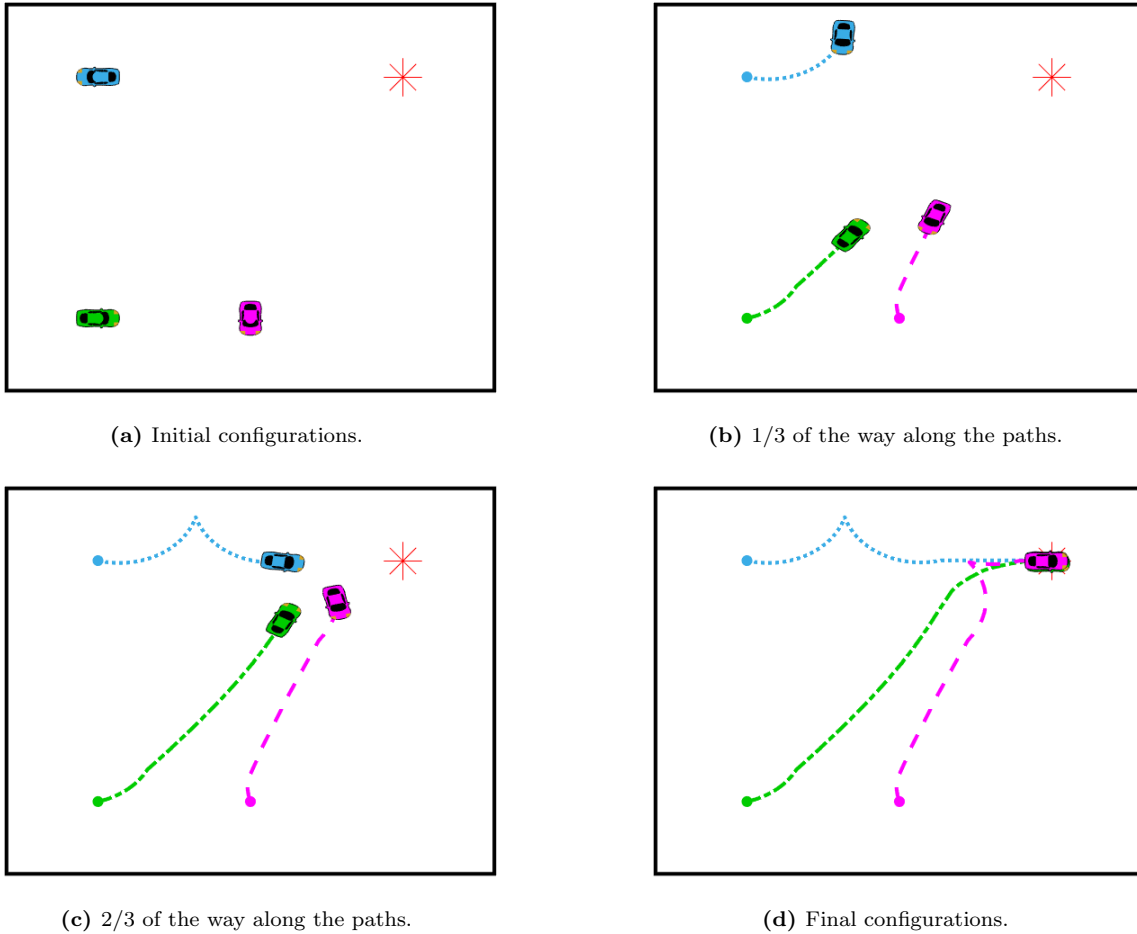 (a) Initial configurations.
(b) 1/3 of the way along the paths.
(c) 2/3 of the way along the paths.
(d) Final configurations.